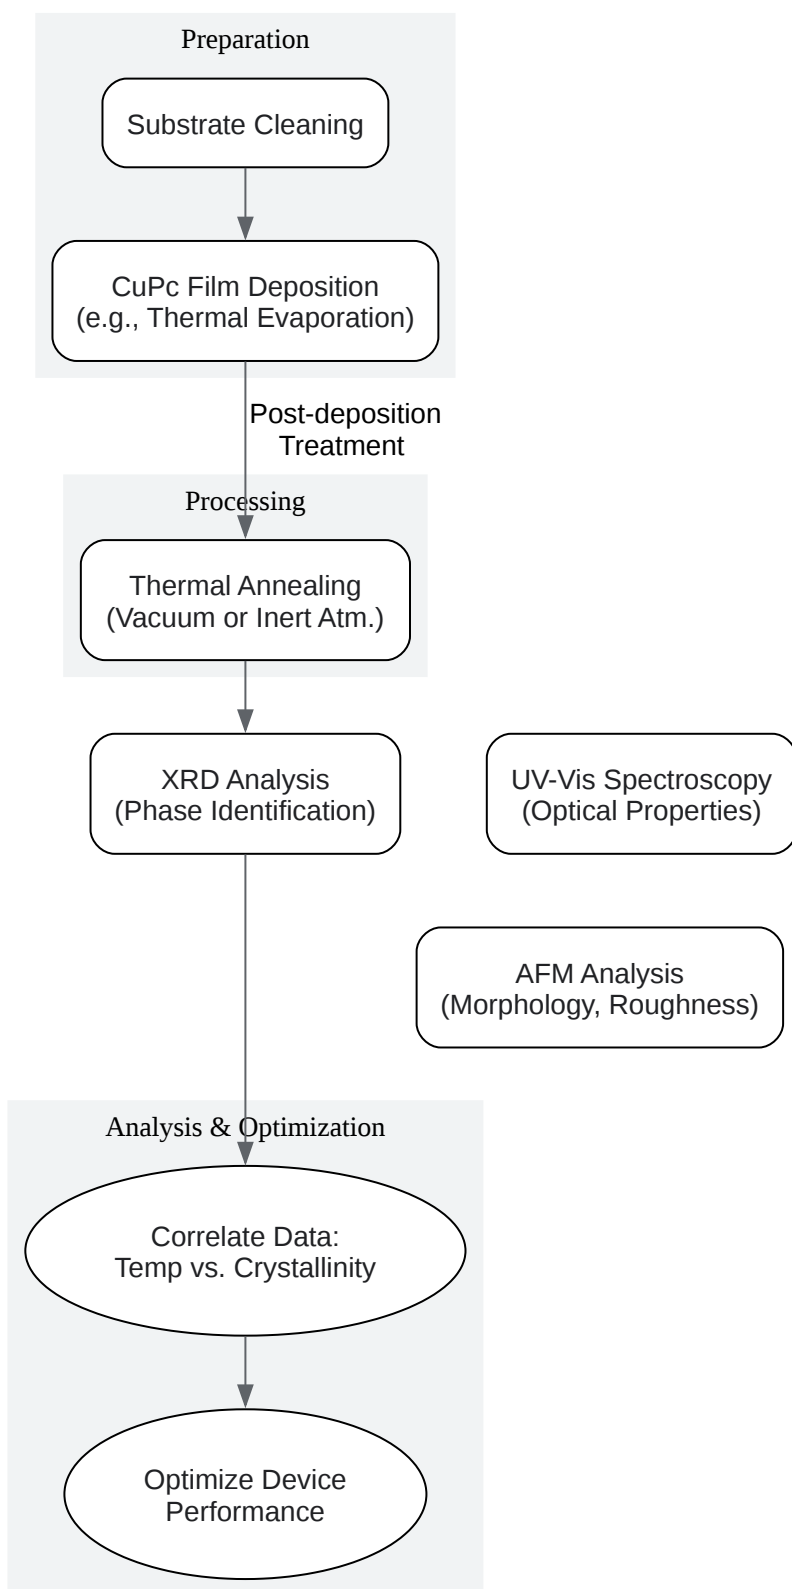 Preparation
Substrate Cleaning
CuPc Film Deposition
(e.g., Thermal Evaporation)
Post-deposition
Treatment
Processing
Thermal Annealing
(Vacuum or Inert Atm.)
XRD Analysis
(Phase Identification)
UV-Vis Spectroscopy
(Optical Properties)
AFM Analysis
(Morphology, Roughness)
Analysis & Optimization
Correlate Data:
Temp vs. Crystallinity
Optimize Device
Performance